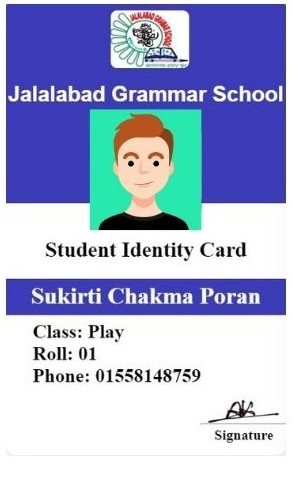 JALALABAD GRAMMAR SCHOOL
Jalalabad Grammar School
Student Identity Card
Sukirti Chakma Poran
Class: Play
Roll: 01
Phone: 01558148759
Signature